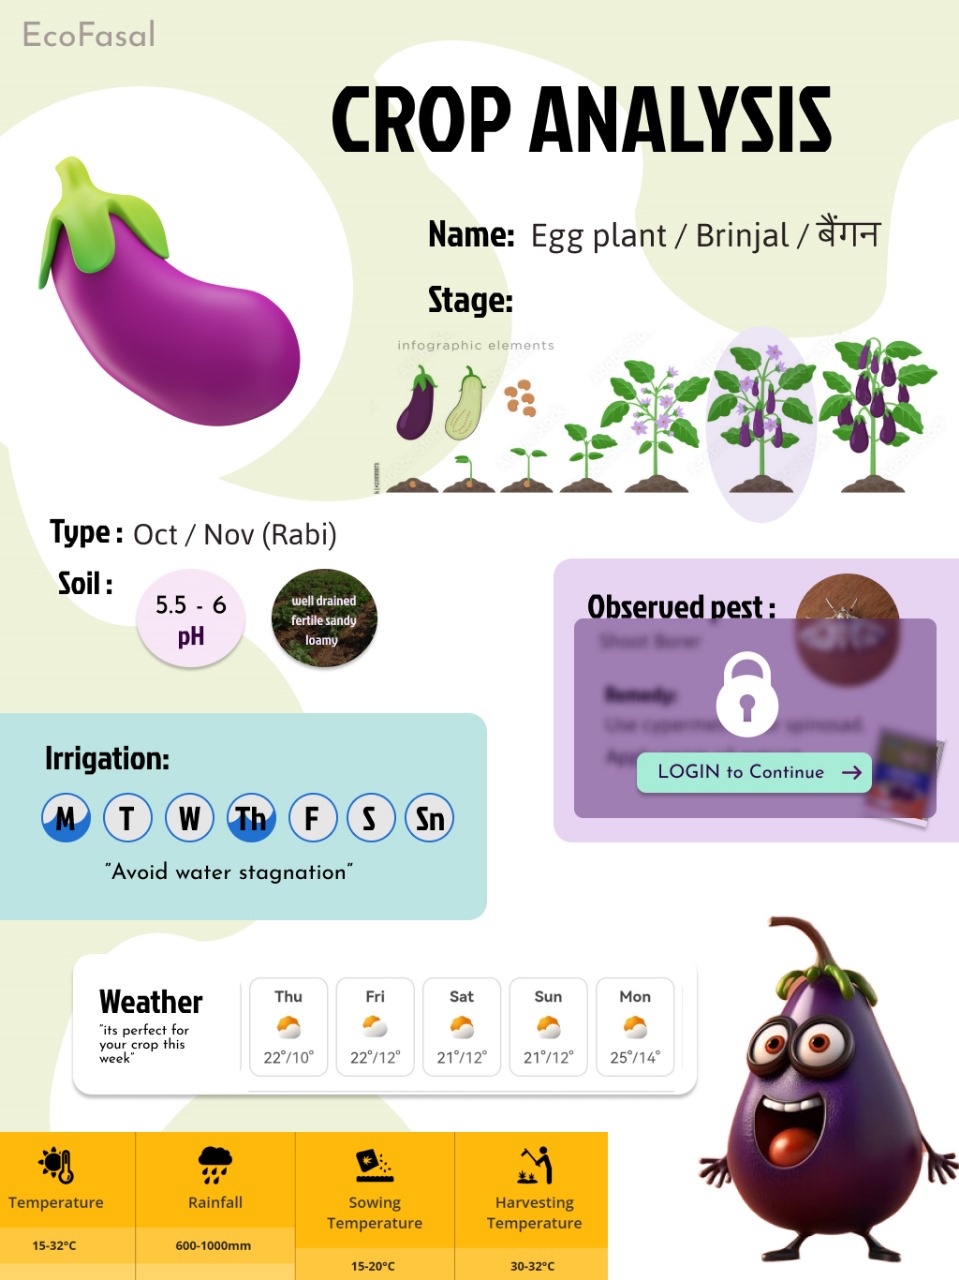 EcoFasal
CROP ANALYSIS
Name: Egg plant / Brinjal / बैंगन
Stage:
infographic elements
Type : Oct / Nov (Rabi)
Soil :
5.5 - 6
pH
well drained
fertile sandy
loamy
Observed pest :
Shoot Borer
Remedy:
LOGIN to Continue
Irrigation:
M T W Th F S Sn
"Avoid water stagnation"
Weather
"its perfect for
your crop this
week"
Thu Fri Sat Sun Mon
22°/10° 22°/12° 21°/12° 21°/12° 25°/14°
Temperature
15-32°C
Rainfall
600-1000mm
Sowing
Temperature
15-20°C
Harvesting
Temperature
30-32°C